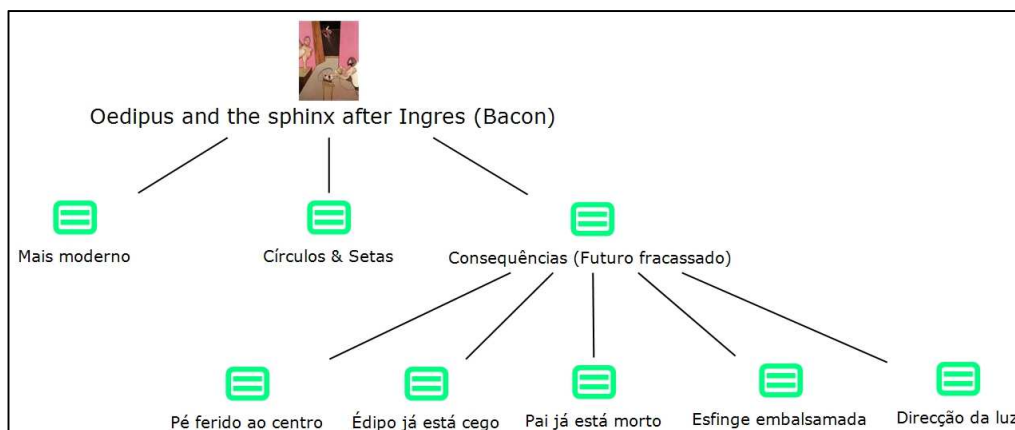 Oedipus and the sphinx after Ingres (Bacon)
Mais moderno
Círculos & Setas
Consequências (Futuro fracassado)
Pé ferido ao centro
Édipo já está cego
Pai já está morto
Esfinge embalsamada
Direcção da luz